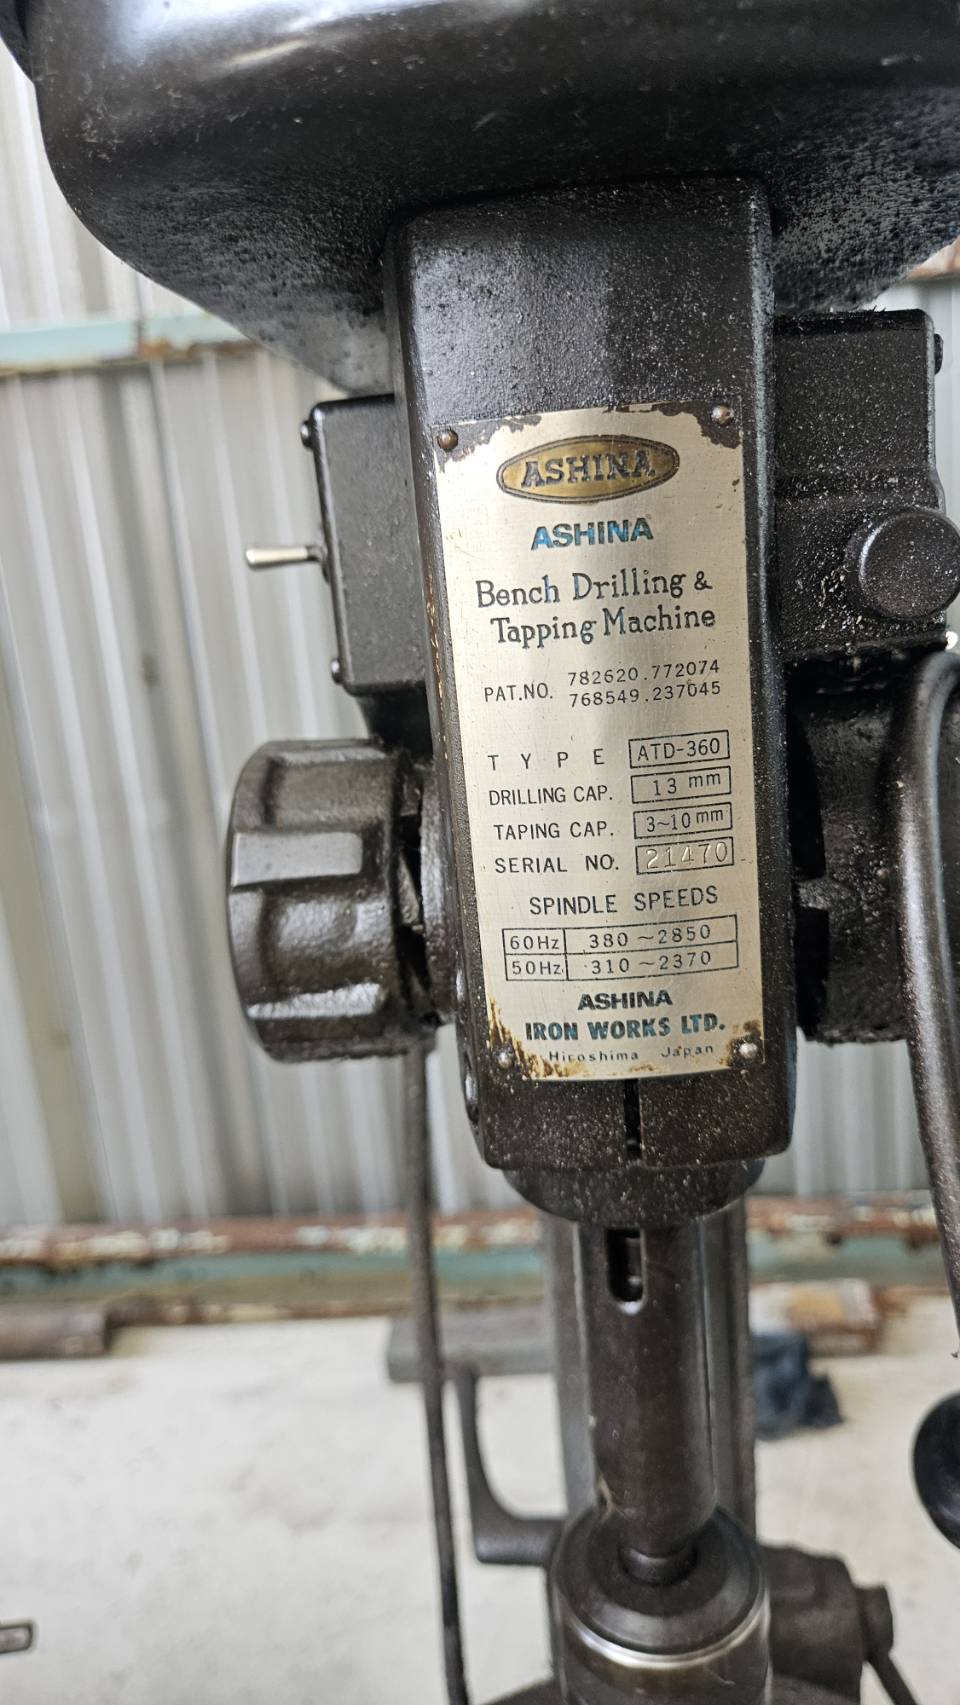 ASHINA
ASHINA
Bench Drilling &
Tapping Machine
PAT.NO. 782620.772074
768549.237045
TYPE ATD-360
DRILLING CAP. 13 mm
TAPING CAP. 3~10 mm
SERIAL NO. 21470
SPINDLE SPEEDS
60Hz 380~2850
50Hz 310~2370
ASHINA
IRON WORKS LTD.
Hiroshima Japan